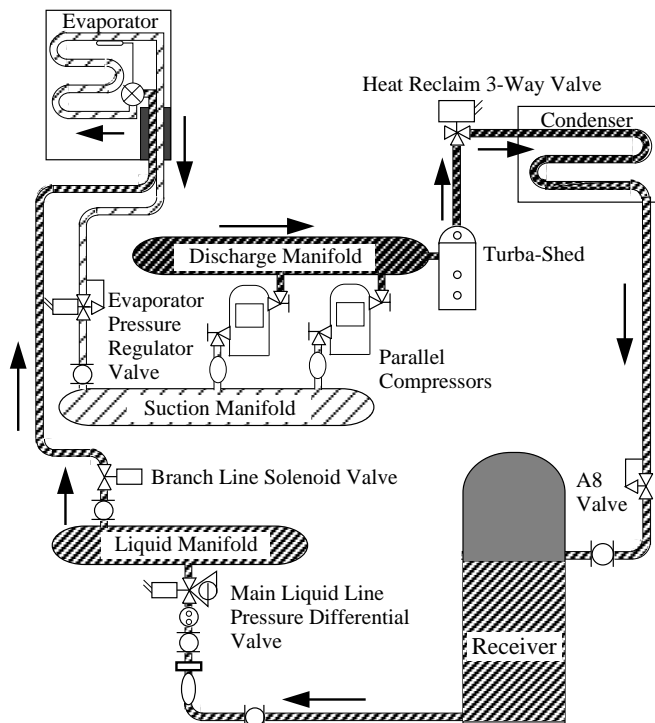 Evaporator
Heat Reclaim 3-Way Valve
Condenser
Discharge Manifold
Turba-Shed
Evaporator
Pressure
Regulator
Valve
Parallel
Compressors
Suction Manifold
Branch Line Solenoid Valve
A8
Valve
Liquid Manifold
Main Liquid Line
Pressure Differential
Valve
Receiver